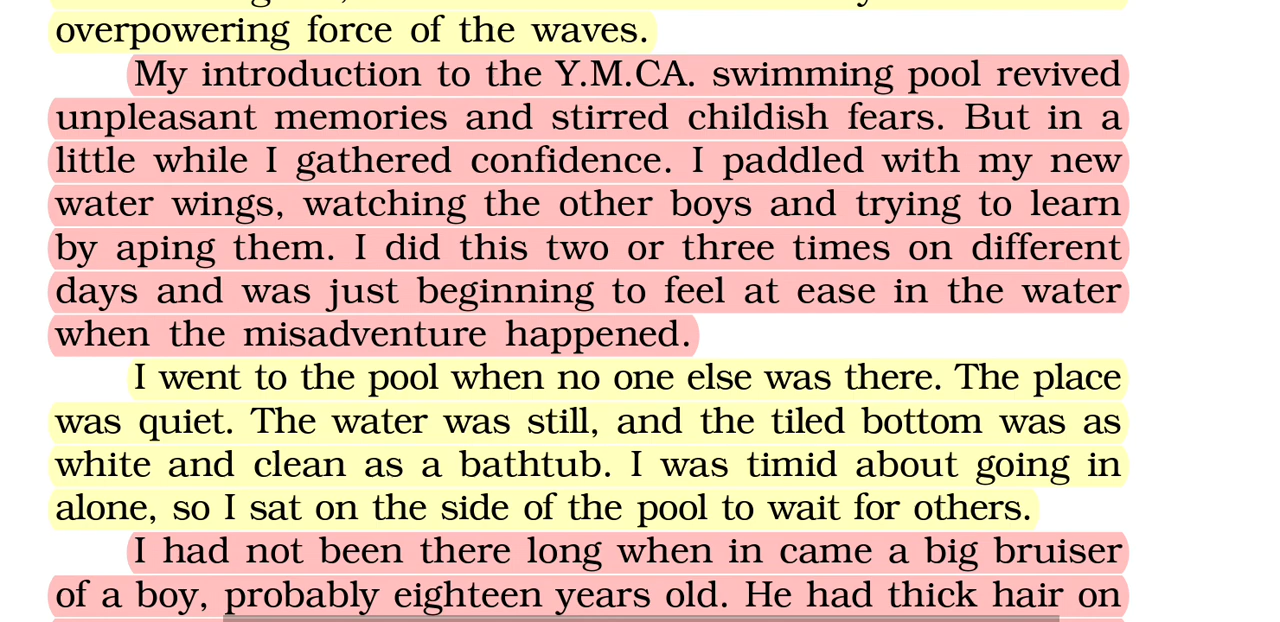 overpowering force of the waves.
My introduction to the Y.M.CA. swimming pool revived
unpleasant memories and stirred childish fears. But in a
little while I gathered confidence. I paddled with my new
water wings, watching the other boys and trying to learn
by aping them. I did this two or three times on different
days and was just beginning to feel at ease in the water
when the misadventure happened.
I went to the pool when no one else was there. The place
was quiet. The water was still, and the tiled bottom was as
white and clean as a bathtub. I was timid about going in
alone, so I sat on the side of the pool to wait for others.
I had not been there long when in came a big bruiser
of a boy, probably eighteen years old. He had thick hair on